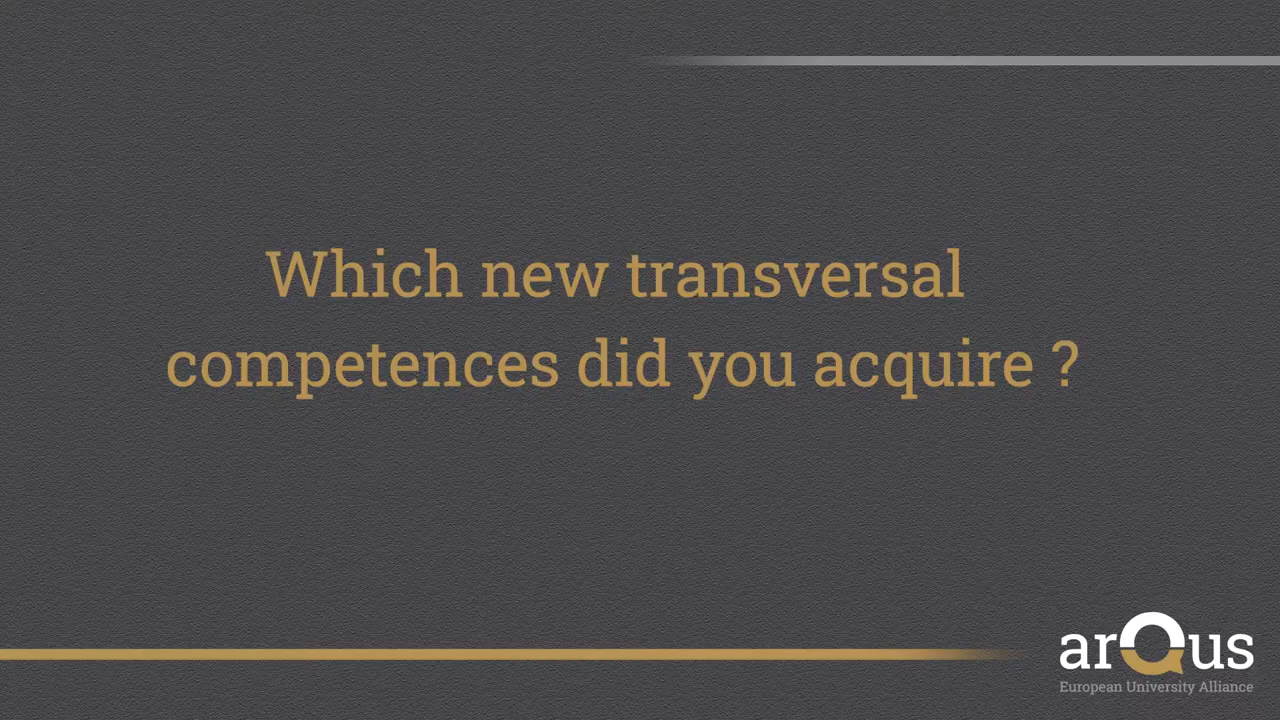 Which new transversal
competences did you acquire ?
arQus
European University Alliance